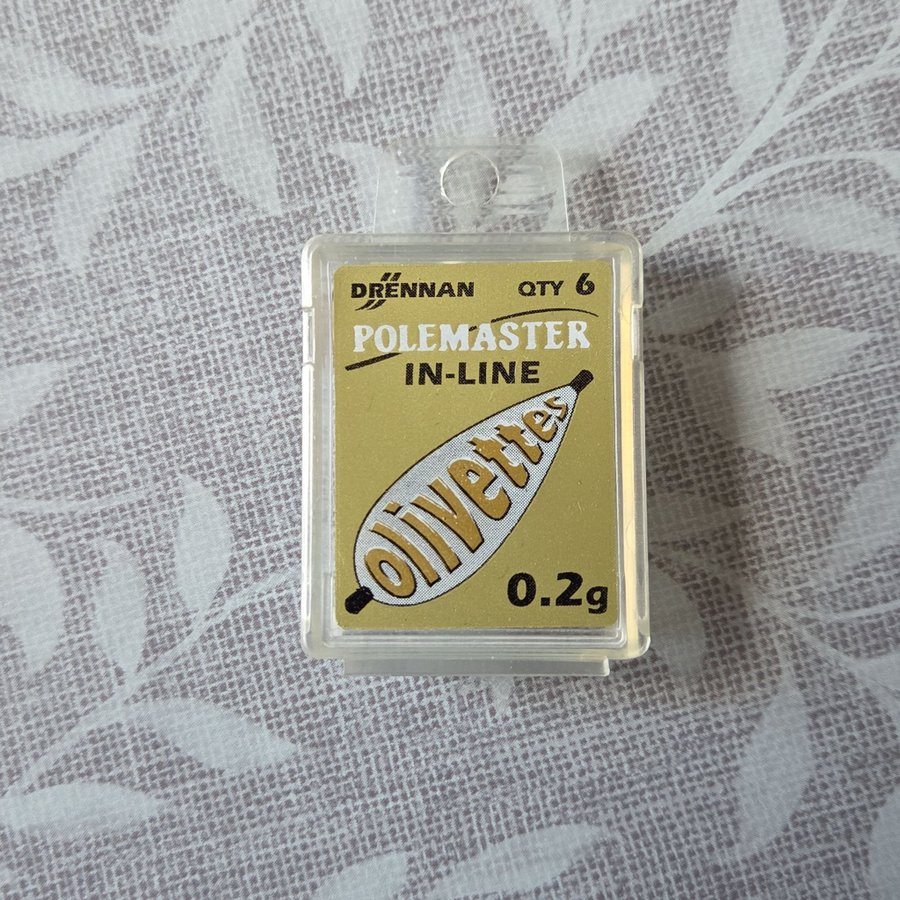 DRENNAN QTY 6
POLEMASTER
IN-LINE
olivettes
0.2g